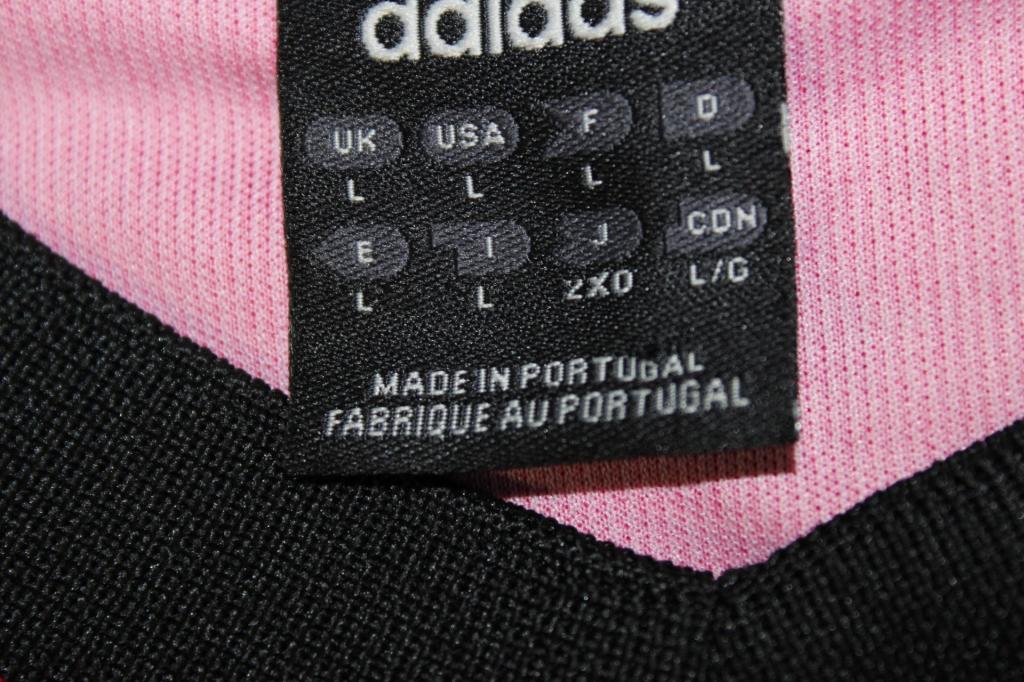 adidas
UK USA F D
L L L L
E I J CDN
L L 2XO L/G
MADE IN PORTUGAL
FABRIQUE AU PORTUGAL